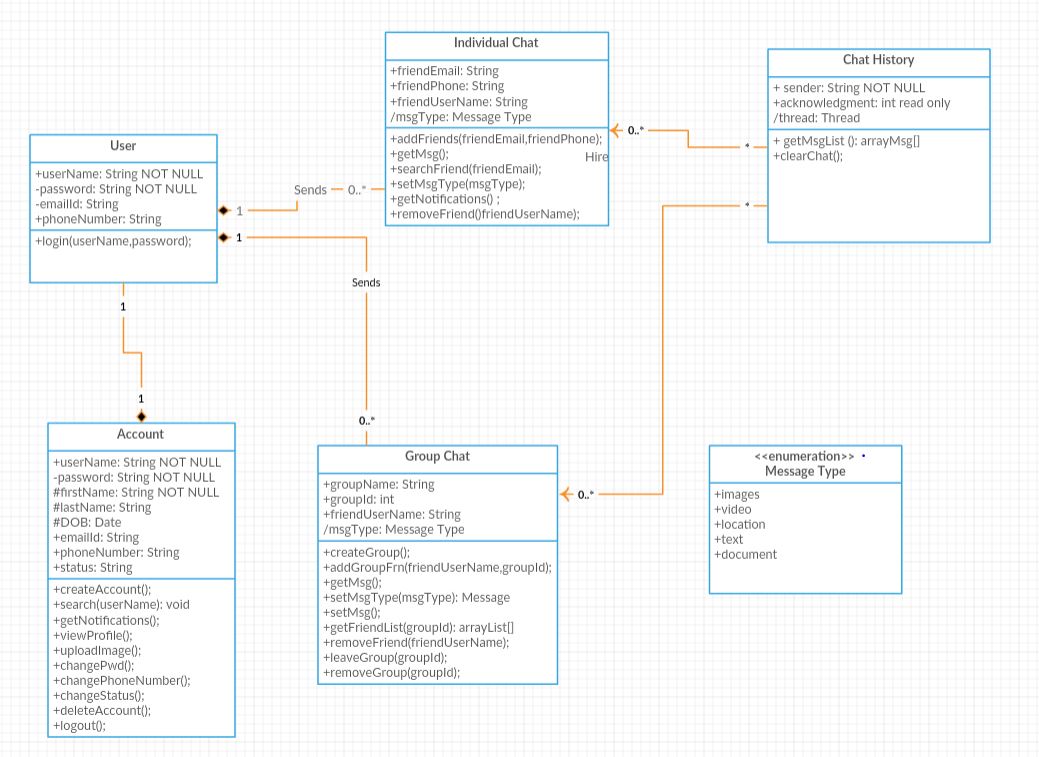 Individual Chat
+friendEmail: String
+friendPhone: String
+friendUserName: String
/msgType: Message Type
+addFriends(friendEmail,friendPhone);
+getMsg();
Hire
+searchFriend(friendEmail);
+setMsgType(msgType);
+getNotifications() ;
+removeFriend()friendUserName);
Chat History
+ sender: String NOT NULL
+acknowledgment: int read only
/thread: Thread
+ getMsgList (): arrayMsg[]
+clearChat();
0..*
*
*
User
+userName: String NOT NULL
-password: String NOT NULL
-emailId: String
+phoneNumber: String
+login(userName,password);
1
Sends
0..*
1
Sends
0..*
1
1
Account
+userName: String NOT NULL
-password: String NOT NULL
#firstName: String NOT NULL
#lastName: String
#DOB: Date
+emailId: String
+phoneNumber: String
+status: String
+createAccount();
+search(userName): void
+getNotifications();
+viewProfile();
+uploadImage();
+changePwd();
+changePhoneNumber();
+changeStatus();
+deleteAccount();
+logout();
Group Chat
+groupName: String
+groupId: int
+friendUserName: String
/msgType: Message Type
+createGroup();
+addGroupFrn(friendUserName,groupId);
+getMsg();
+setMsgType(msgType): Message
+setMsg();
+getFriendList(groupId): arrayList[]
+removeFriend(friendUserName);
+leaveGroup(groupId);
+removeGroup(groupId);
0..*
<<enumeration>>
Message Type
+images
+video
+location
+text
+document